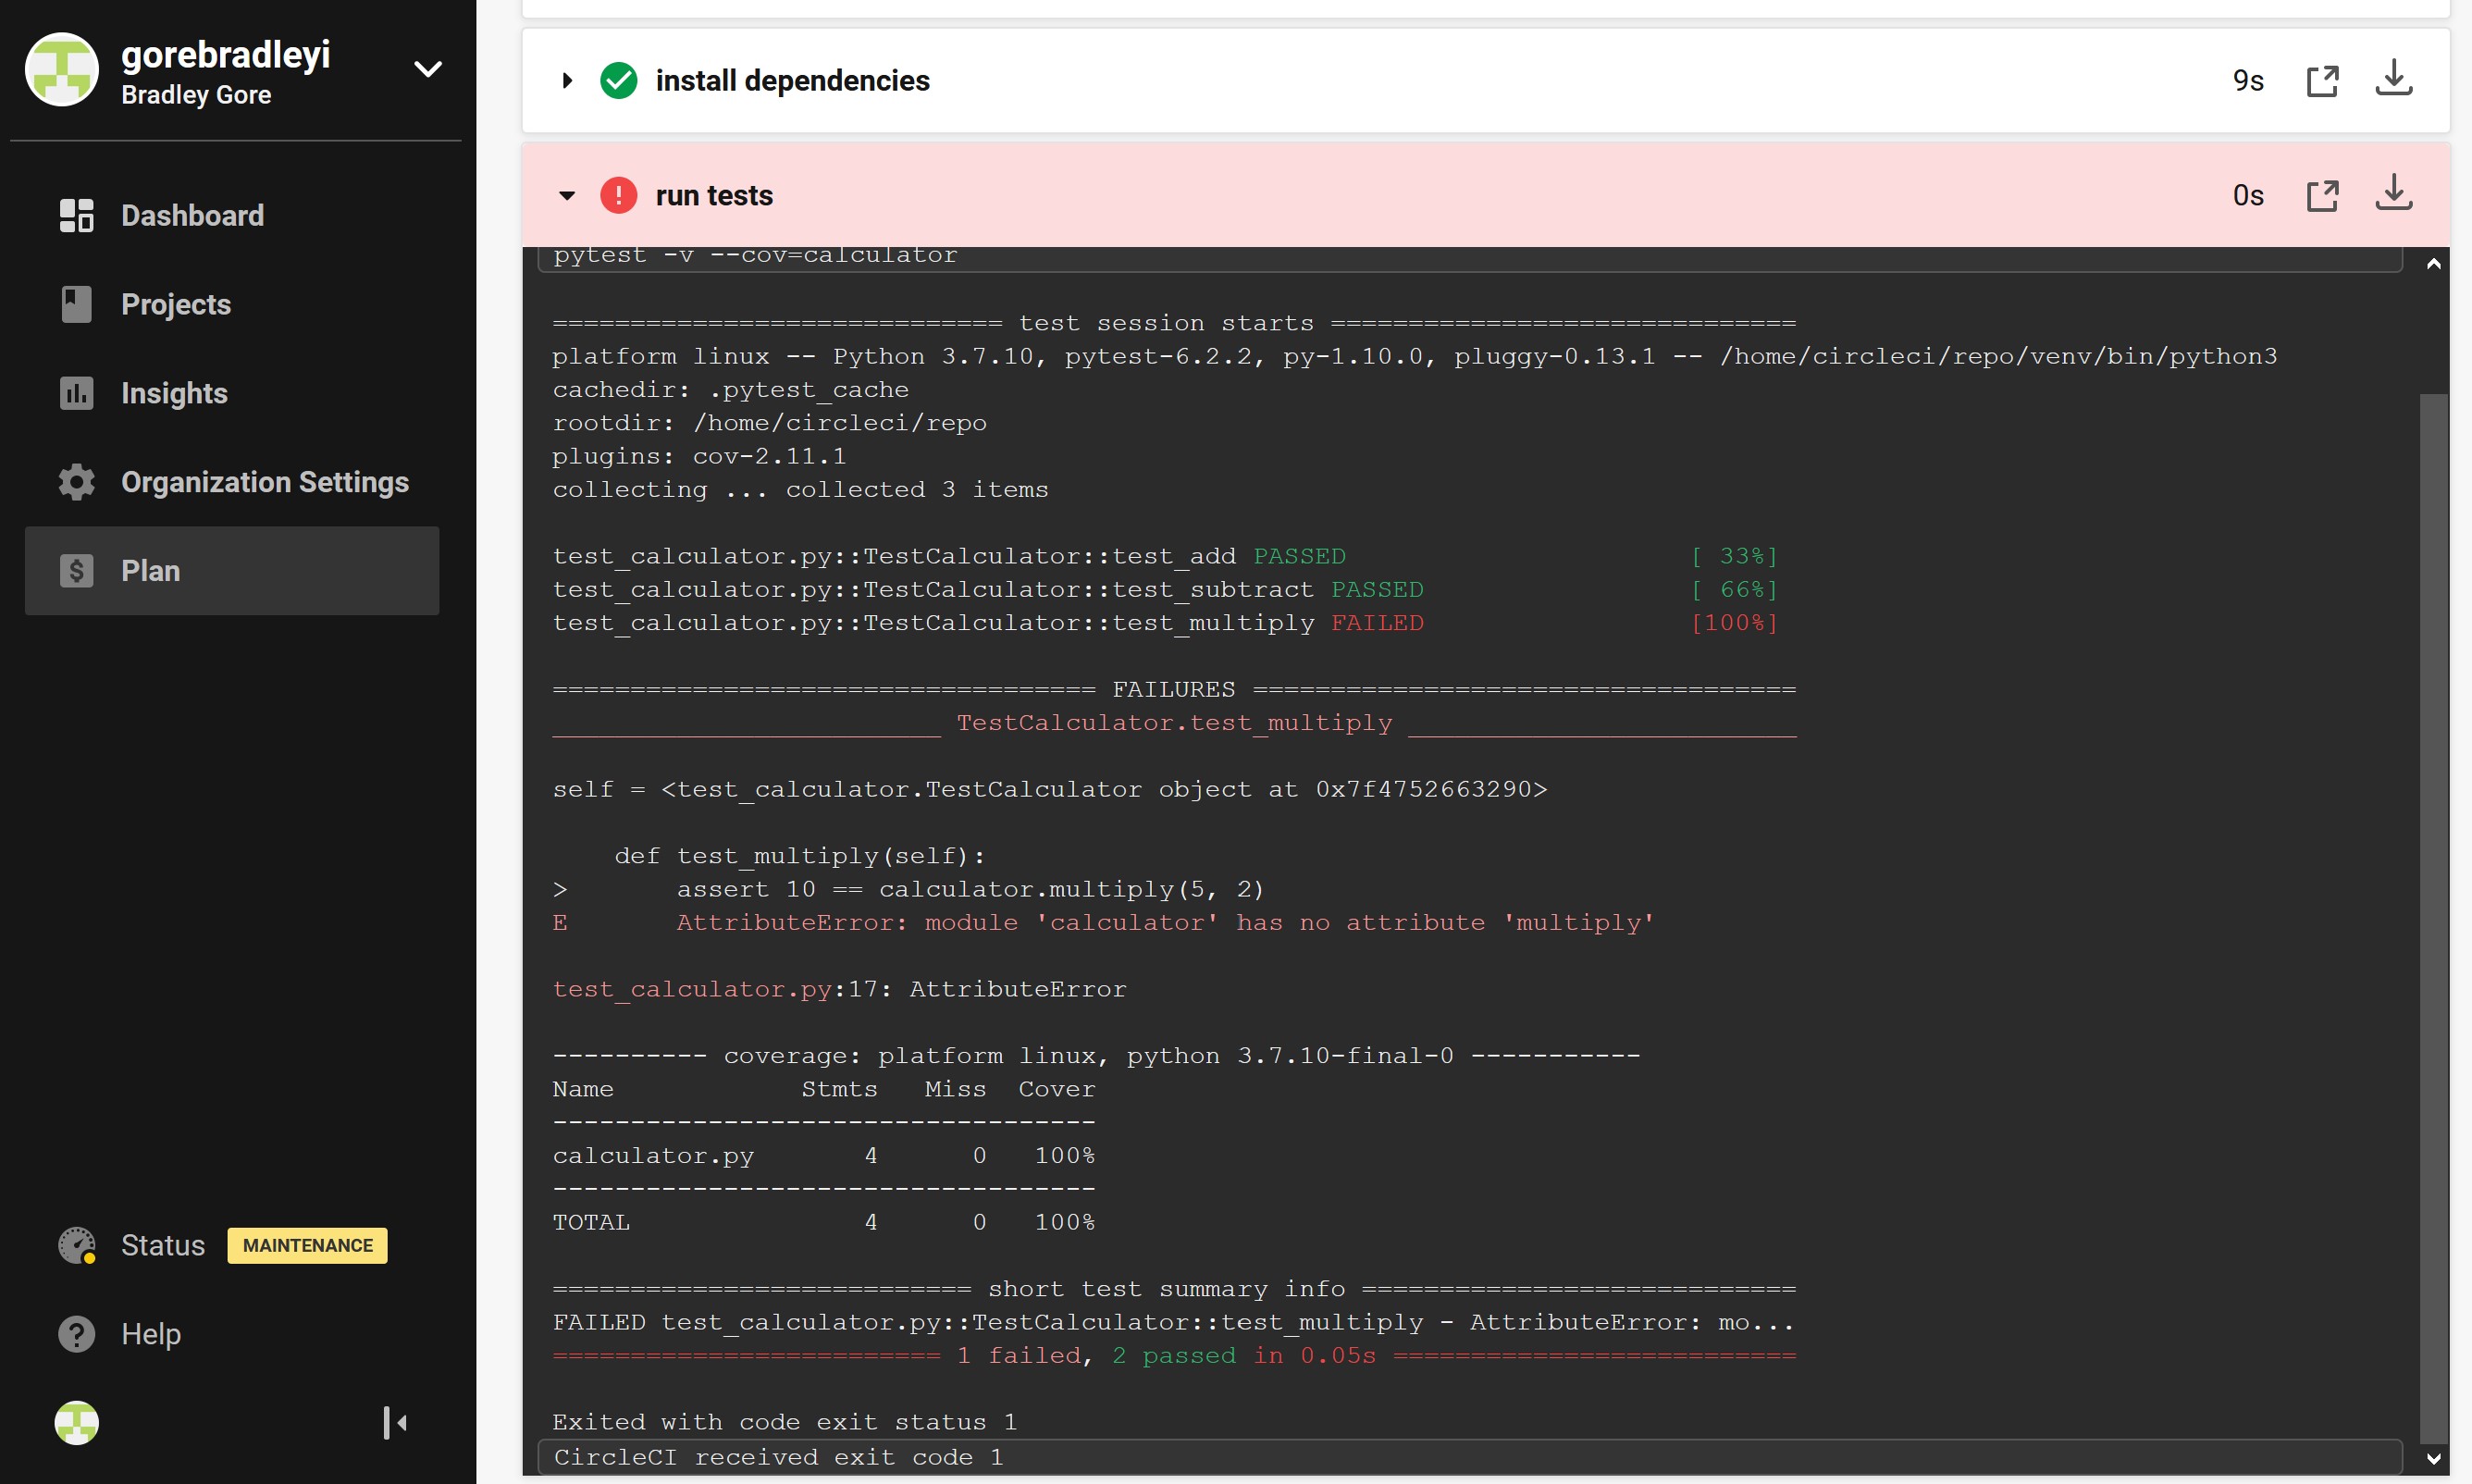 gorebradleyi
Bradley Gore
Dashboard
Projects
Insights
Organization Settings
Plan
Status MAINTENANCE
Help
install dependencies 9s
run tests 0s
pytest -v --cov=calculator
============================= test session starts ==============================
platform linux -- Python 3.7.10, pytest-6.2.2, py-1.10.0, pluggy-0.13.1 -- /home/circleci/repo/venv/bin/python3
cachedir: .pytest_cache
rootdir: /home/circleci/repo
plugins: cov-2.11.1
collecting ... collected 3 items
test_calculator.py::TestCalculator::test_add PASSED [ 33%]
test_calculator.py::TestCalculator::test_subtract PASSED [ 66%]
test_calculator.py::TestCalculator::test_multiply FAILED [100%]
=================================== FAILURES ===================================
_________________________ TestCalculator.test_multiply _________________________
self = <test_calculator.TestCalculator object at 0x7f4752663290>
def test_multiply(self):
> assert 10 == calculator.multiply(5, 2)
E AttributeError: module 'calculator' has no attribute 'multiply'
test_calculator.py:17: AttributeError
---------- coverage: platform linux, python 3.7.10-final-0 -----------
Name Stmts Miss Cover
-----------------------------------
calculator.py 4 0 100%
-----------------------------------
TOTAL 4 0 100%
=========================== short test summary info ============================
FAILED test_calculator.py::TestCalculator::test_multiply - AttributeError: mo...
========================= 1 failed, 2 passed in 0.05s ==========================
Exited with code exit status 1
CircleCI received exit code 1